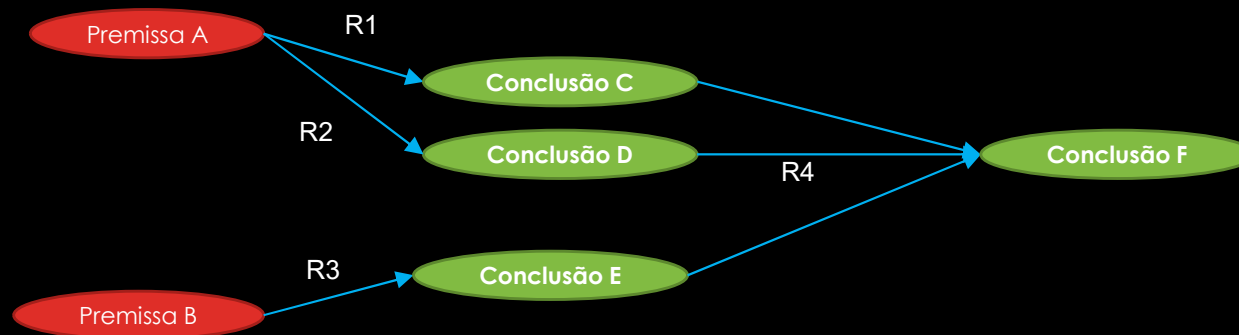 R1
Premissa A
Conclusão C
R2
Conclusão D
Conclusão F
R4
R3
Conclusão E
Premissa B